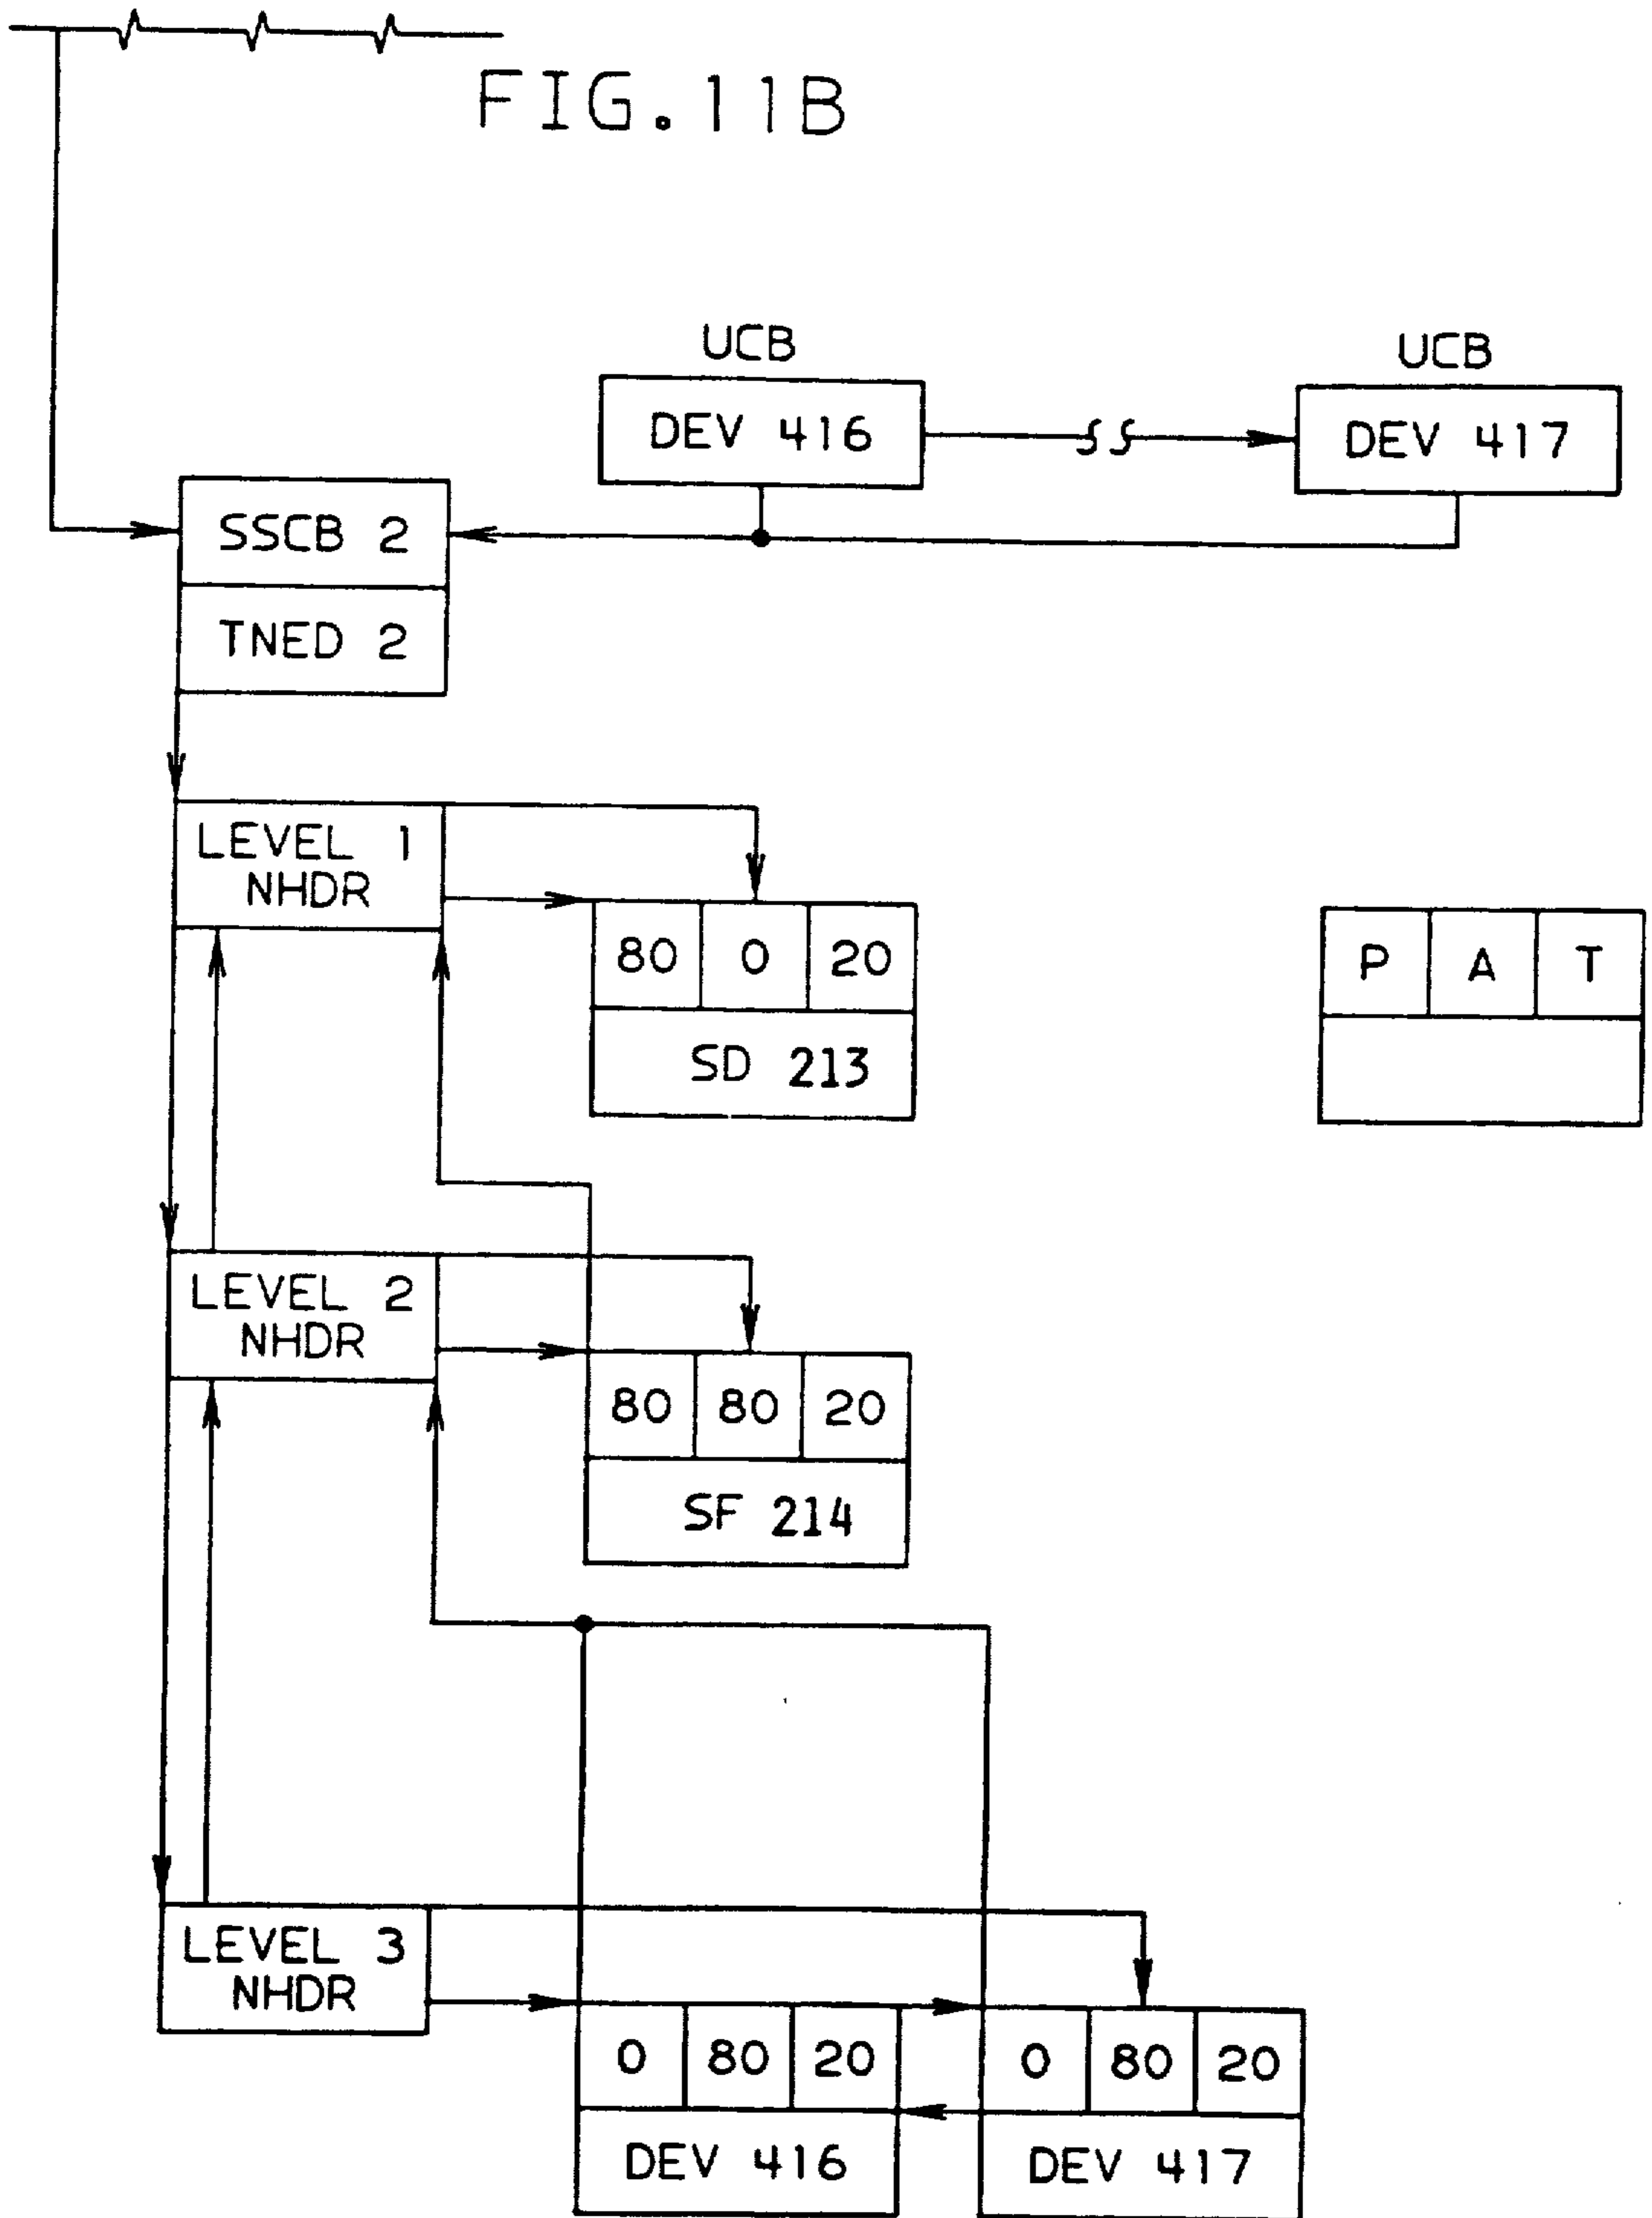 FIG. 11B
UCB
UCB
DEV 416
DEV 417
SSCB 2
TNED 2
LEVEL 1
NHDR
80 0 20
SD 213
P A T
LEVEL 2
NHDR
80 80 20
SF 214
LEVEL 3
NHDR
0 80 20
0 80 20
DEV 416
DEV 417